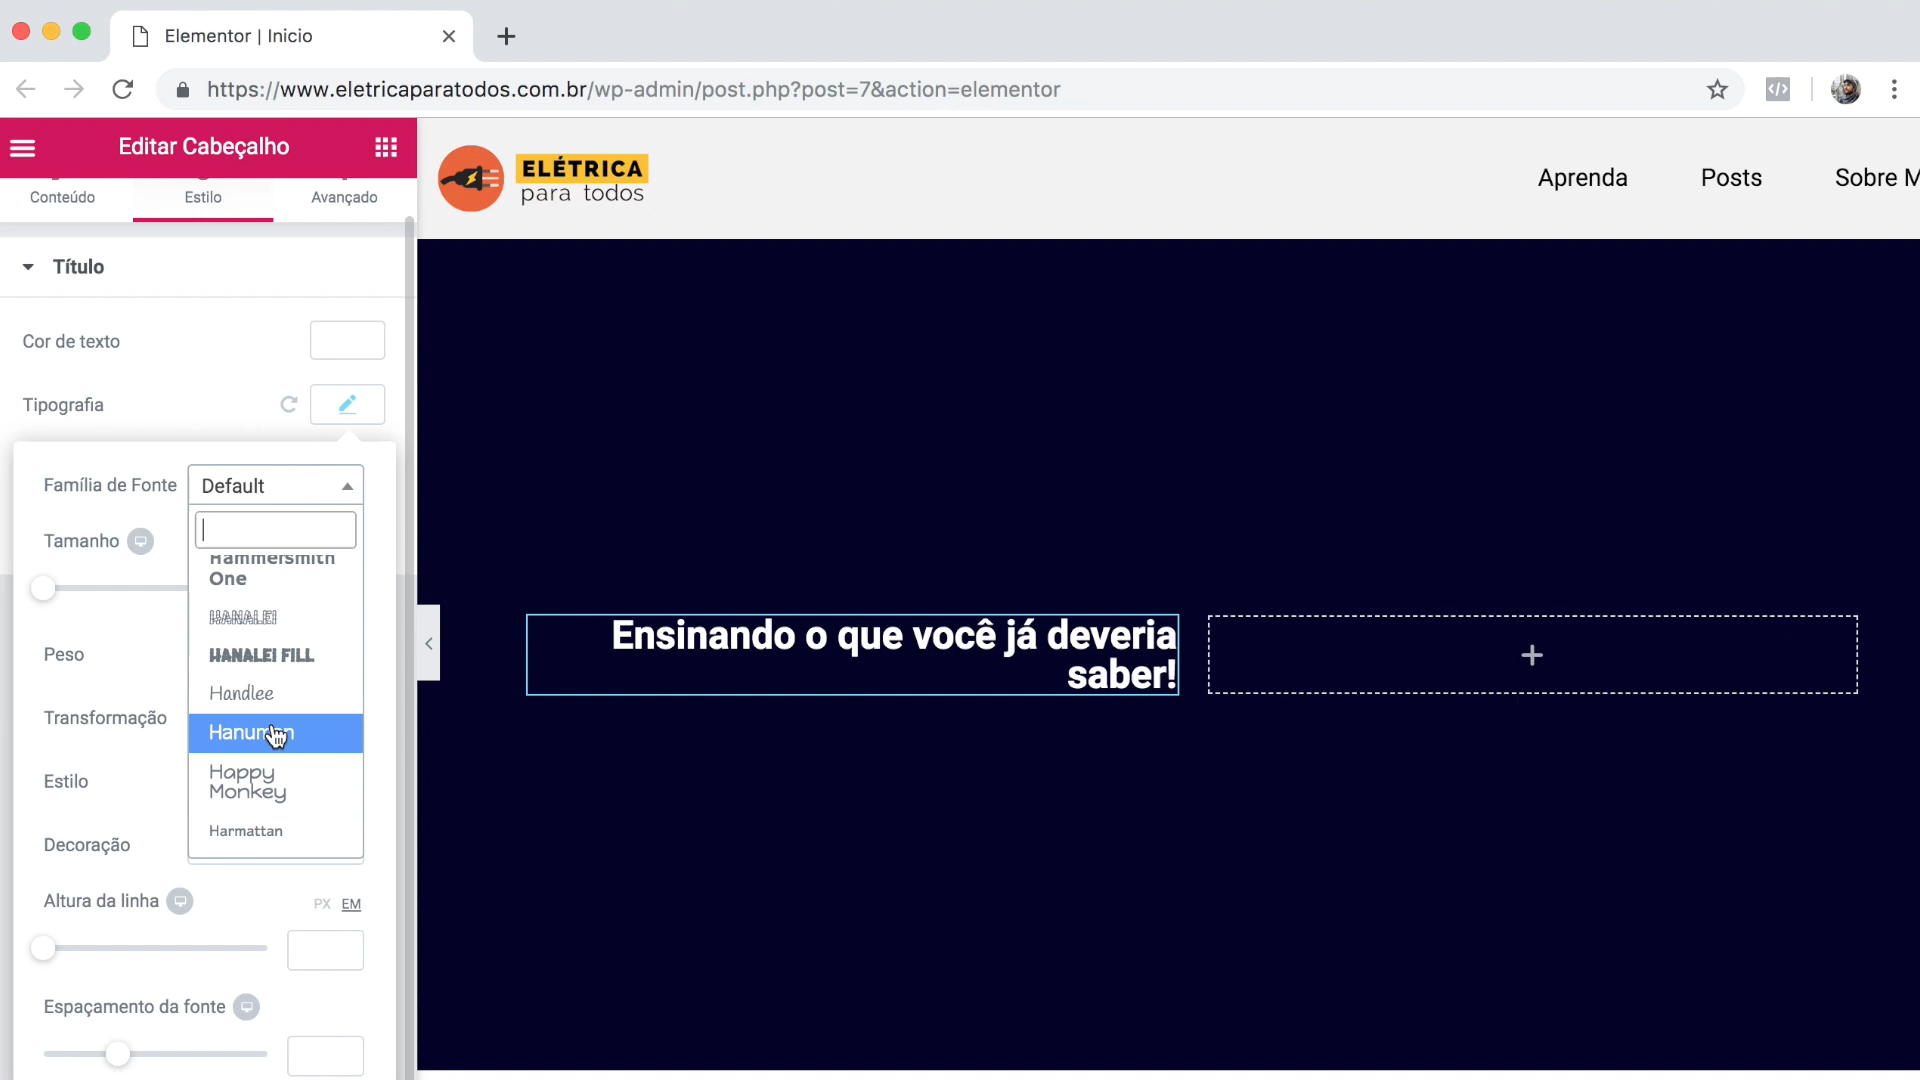 Elementor | Inicio
https://www.eletricaparatodos.com.br/wp-admin/post.php?post=7&action=elementor
Editar Cabeçalho
Conteúdo
Estilo
Avançado
ELÉTRICA
para todos
Aprenda
Posts
Sobre M
Título
Cor de texto
Tipografia
Família de Fonte
Default
Tamanho
Hammersmith
One
HANALEI
HANALEI FILL
Handlee
Hanuman
Happy
Monkey
Harmattan
Peso
Transformação
Estilo
Decoração
Altura da linha
PX
EM
Espaçamento da fonte
Ensinando o que você já deveria
saber!